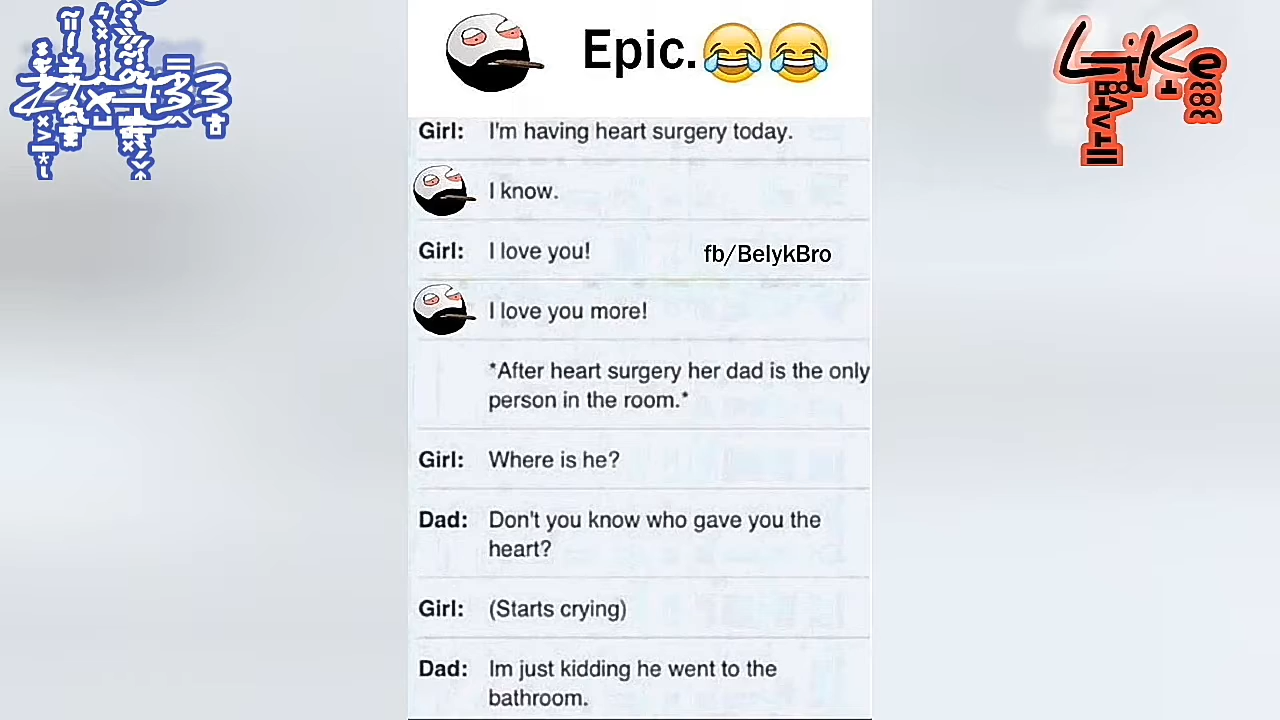 Epic.😂😂
Girl: I'm having heart surgery today.
I know.
Girl: I love you!
fb/BelykBro
I love you more!
*After heart surgery her dad is the only
person in the room.*
Girl: Where is he?
Dad: Don't you know who gave you the
heart?
Girl: (Starts crying)
Dad: Im just kidding he went to the
bathroom.